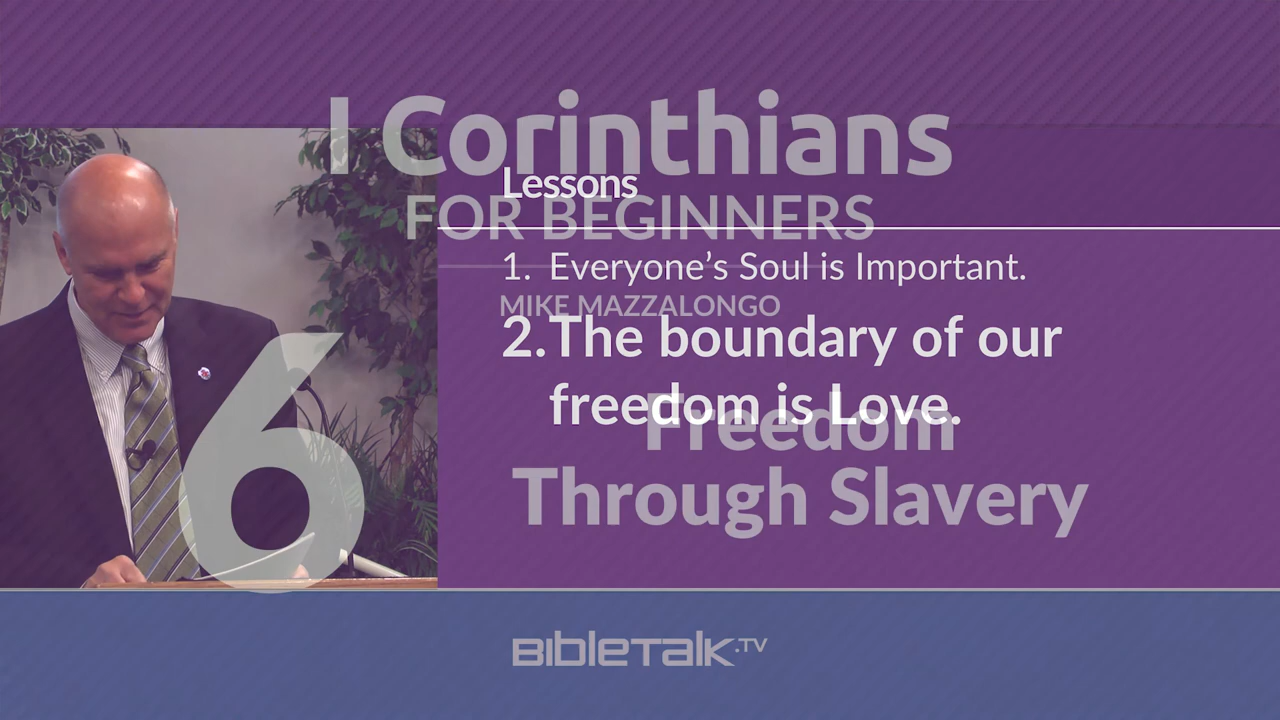 I Corinthians
Lessons
FOR BEGINNERS
1. Everyone's Soul is Important.
MIKE MAZZALONGO
2.The boundary of our
freedom is Love.
Freedom
Through Slavery
6
BIBLETALK.TV